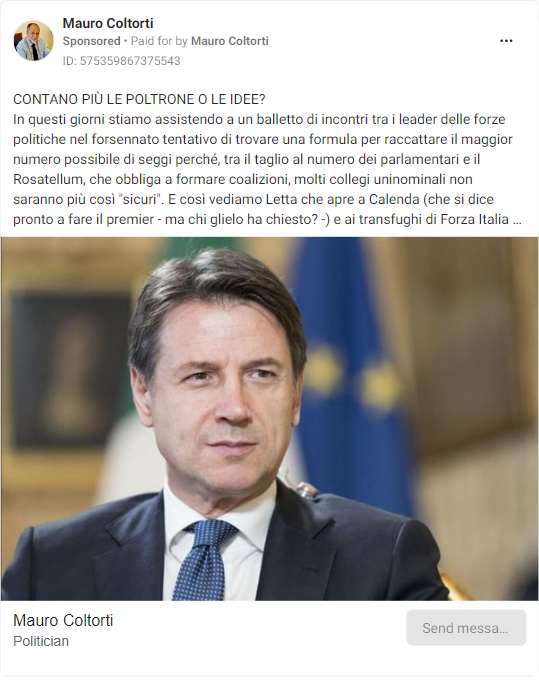 Mauro Coltorti
Sponsored • Paid for by Mauro Coltorti
ID: 575359867375543
CONTANO PIÙ LE POLTRONE O LE IDEE?
In questi giorni stiamo assistendo a un balletto di incontri tra i leader delle forze
politiche nel forsennato tentativo di trovare una formula per raccattare il maggior
numero possibile di seggi perché, tra il taglio al numero dei parlamentari e il
Rosatellum, che obbliga a formare coalizioni, molti collegi uninominali non
saranno più così "sicuri". E così vediamo Letta che apre a Calenda (che si dice
pronto a fare il premier - ma chi glielo ha chiesto? -) e ai transfughi di Forza Italia ...
Mauro Coltorti
Politician
Send messa...